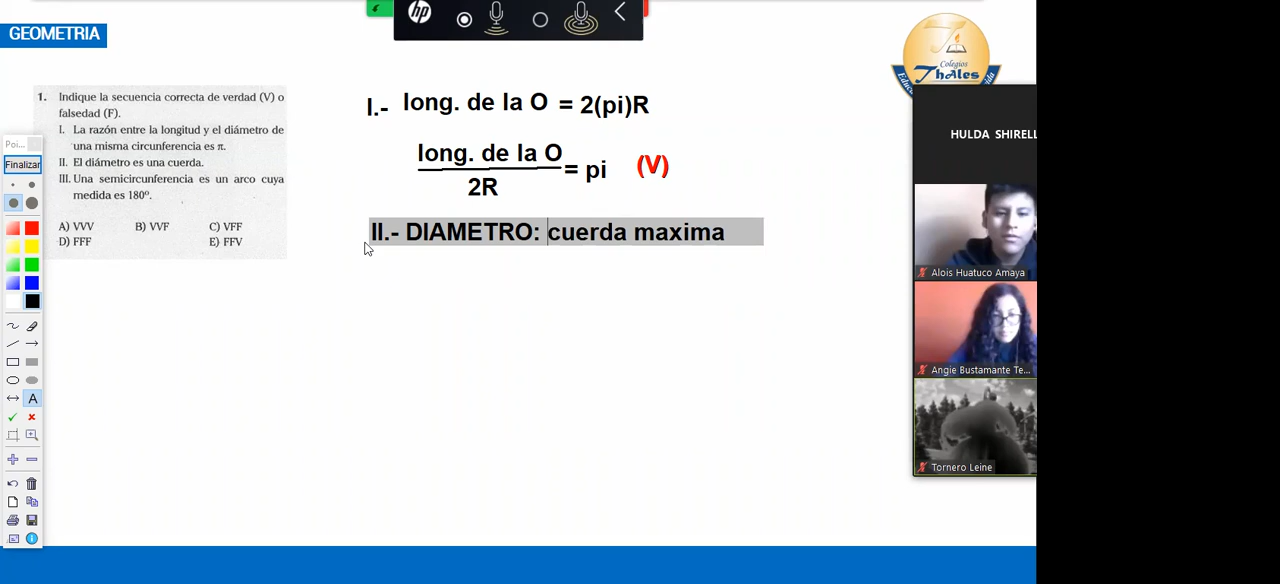 GEOMETRIA
hp
Colegios
Thales
1. Indique la secuencia correcta de verdad (V) o
falsedad (F).
I. La razón entre la longitud y el diámetro de
una misma circunferencia es π.
II. El diámetro es una cuerda.
III. Una semicircunferencia es un arco cuya
medida es 180º.
A) VVV B) VVF C) VFF
D) FFF E) FFV
I.- long. de la O = 2(pi)R
long. de la O
= pi (V)
2R
II.- DIAMETRO: cuerda maxima
Poi...
Finalizar
A
HULDA SHIRELL
Alois Huatuco Amaya
Angie Bustamante Te...
Tornero Leine